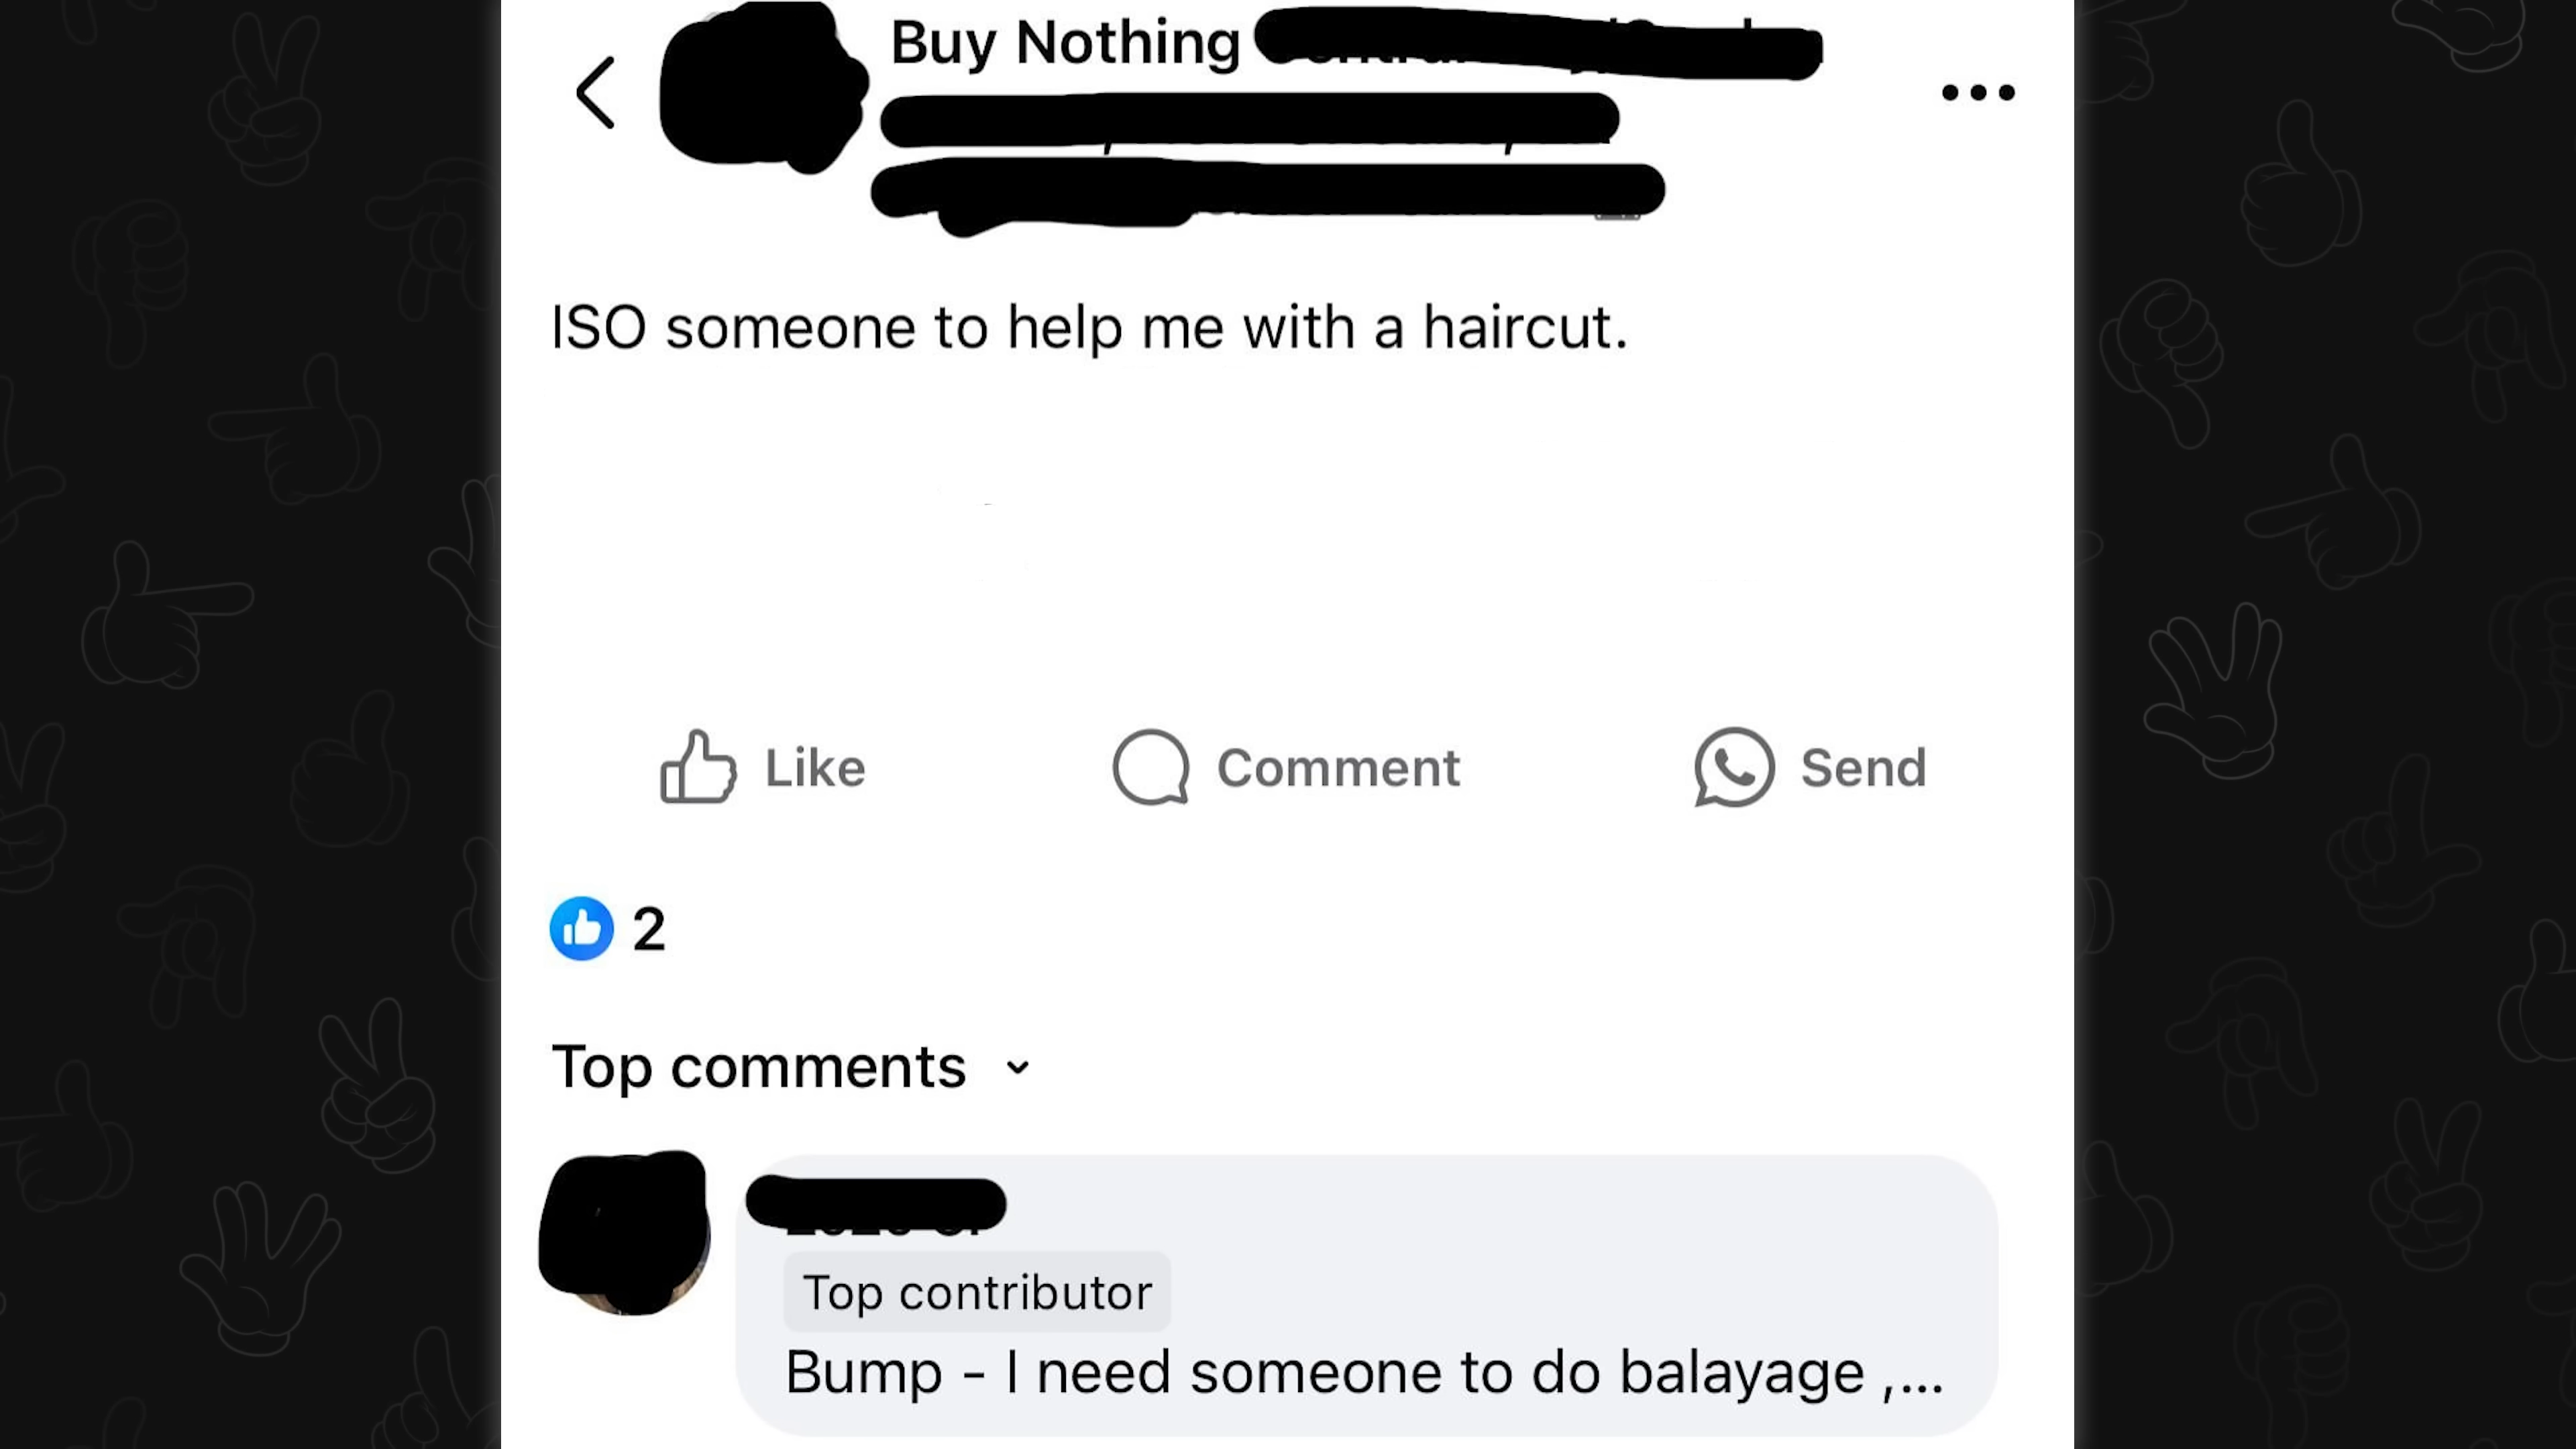 Buy Nothing
ISO someone to help me with a haircut.
Like
Comment
Send
2
Top comments
Top contributor
Bump - I need someone to do balayage ,...